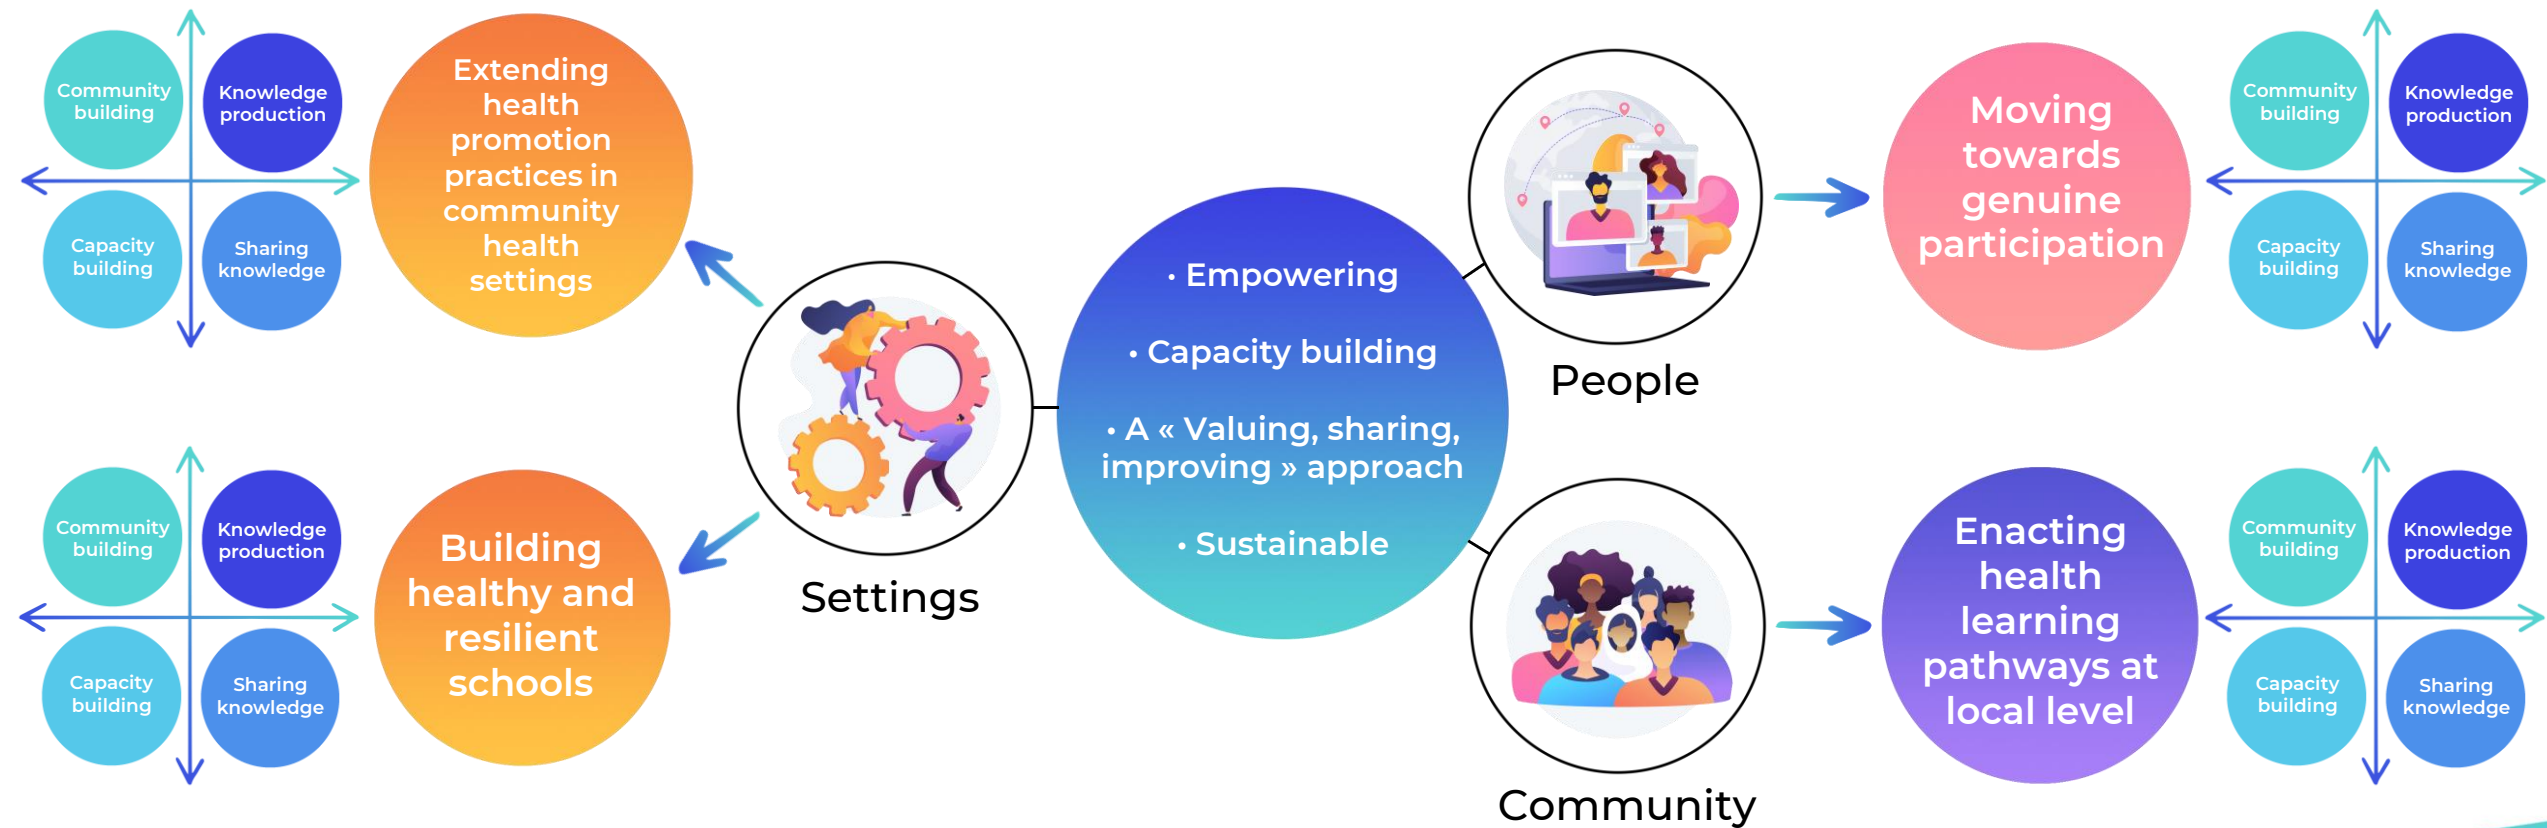 Community
building
Knowledge
production
Capacity
building
Sharing
knowledge
Extending
health
promotion
practices in
community
health
settings
Community
building
Knowledge
production
Capacity
building
Sharing
knowledge
Building
healthy and
resilient
schools
Settings
• Empowering
• Capacity building
• A « Valuing, sharing,
improving » approach
• Sustainable
People
Moving
towards
genuine
participation
Community
building
Knowledge
production
Capacity
building
Sharing
knowledge
Community
Enacting
health
learning
pathways at
local level
Community
building
Knowledge
production
Capacity
building
Sharing
knowledge